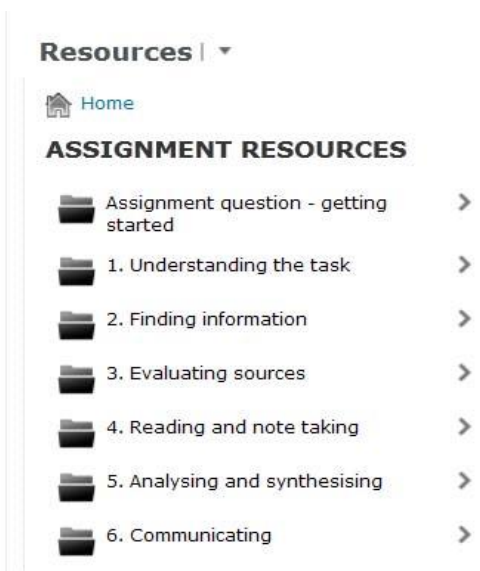 Resources
Home
ASSIGNMENT RESOURCES
Assignment question - getting
started
1. Understanding the task
2. Finding information
3. Evaluating sources
4. Reading and note taking
5. Analysing and synthesising
6. Communicating